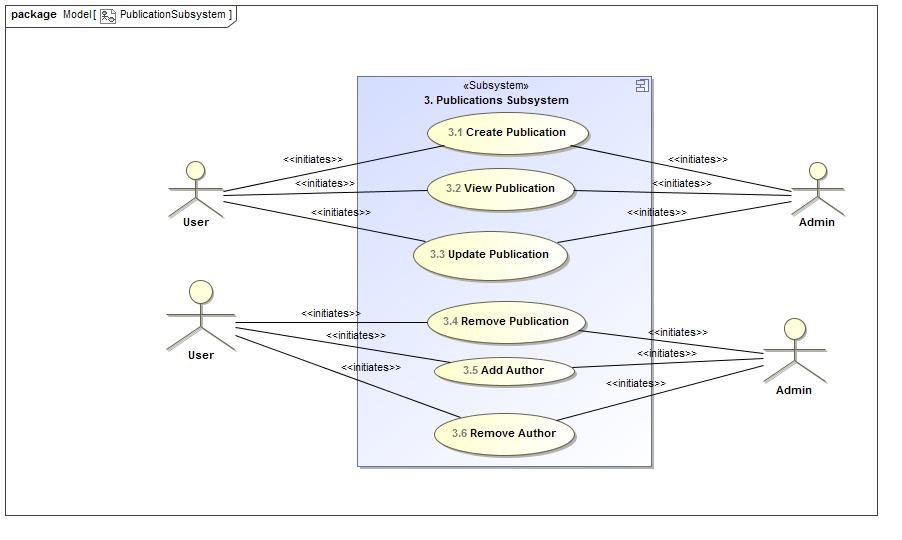 package Model [ PublicationSubsystem ]
«Subsystem»
3. Publications Subsystem
3.1 Create Publication
<<initiates>>
<<initiates>>
3.2 View Publication
<<initiates>>
<<initiates>>
User
Admin
<<initiates>>
<<initiates>>
3.3 Update Publication
<<initiates>>
3.4 Remove Publication
<<initiates>>
<<initiates>>
User
<<initiates>>
3.5 Add Author
<<initiates>>
<<initiates>>
Admin
3.6 Remove Author